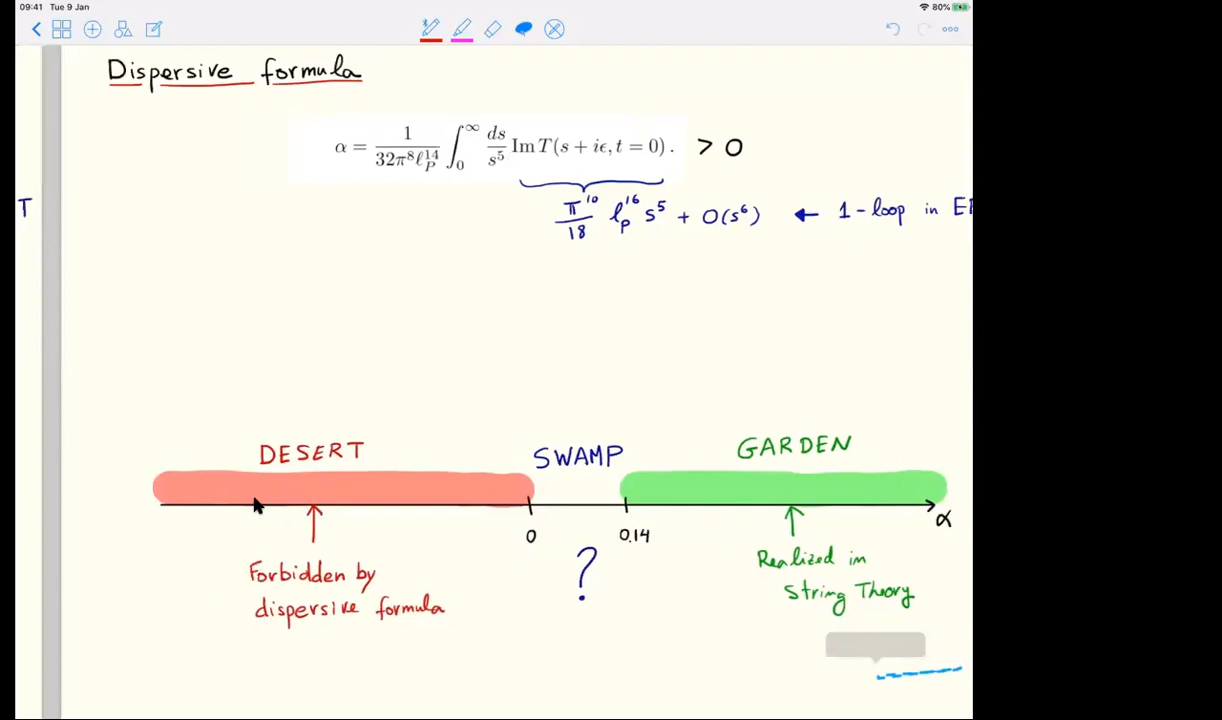 09:41 Tue 9 Jan 80%
Dispersive formula
α = 1/(32π⁸ℓ_P¹⁴) ∫₀^∞ ds/s⁵ Im T(s + iϵ, t = 0). > 0
T
π¹⁰/18 ℓ_p¹⁶ s⁵ + O(s⁶) ← 1-loop in EF
DESERT SWAMP GARDEN
0 0.14 α
Forbidden by
dispersive formula
?
Realized in
String Theory